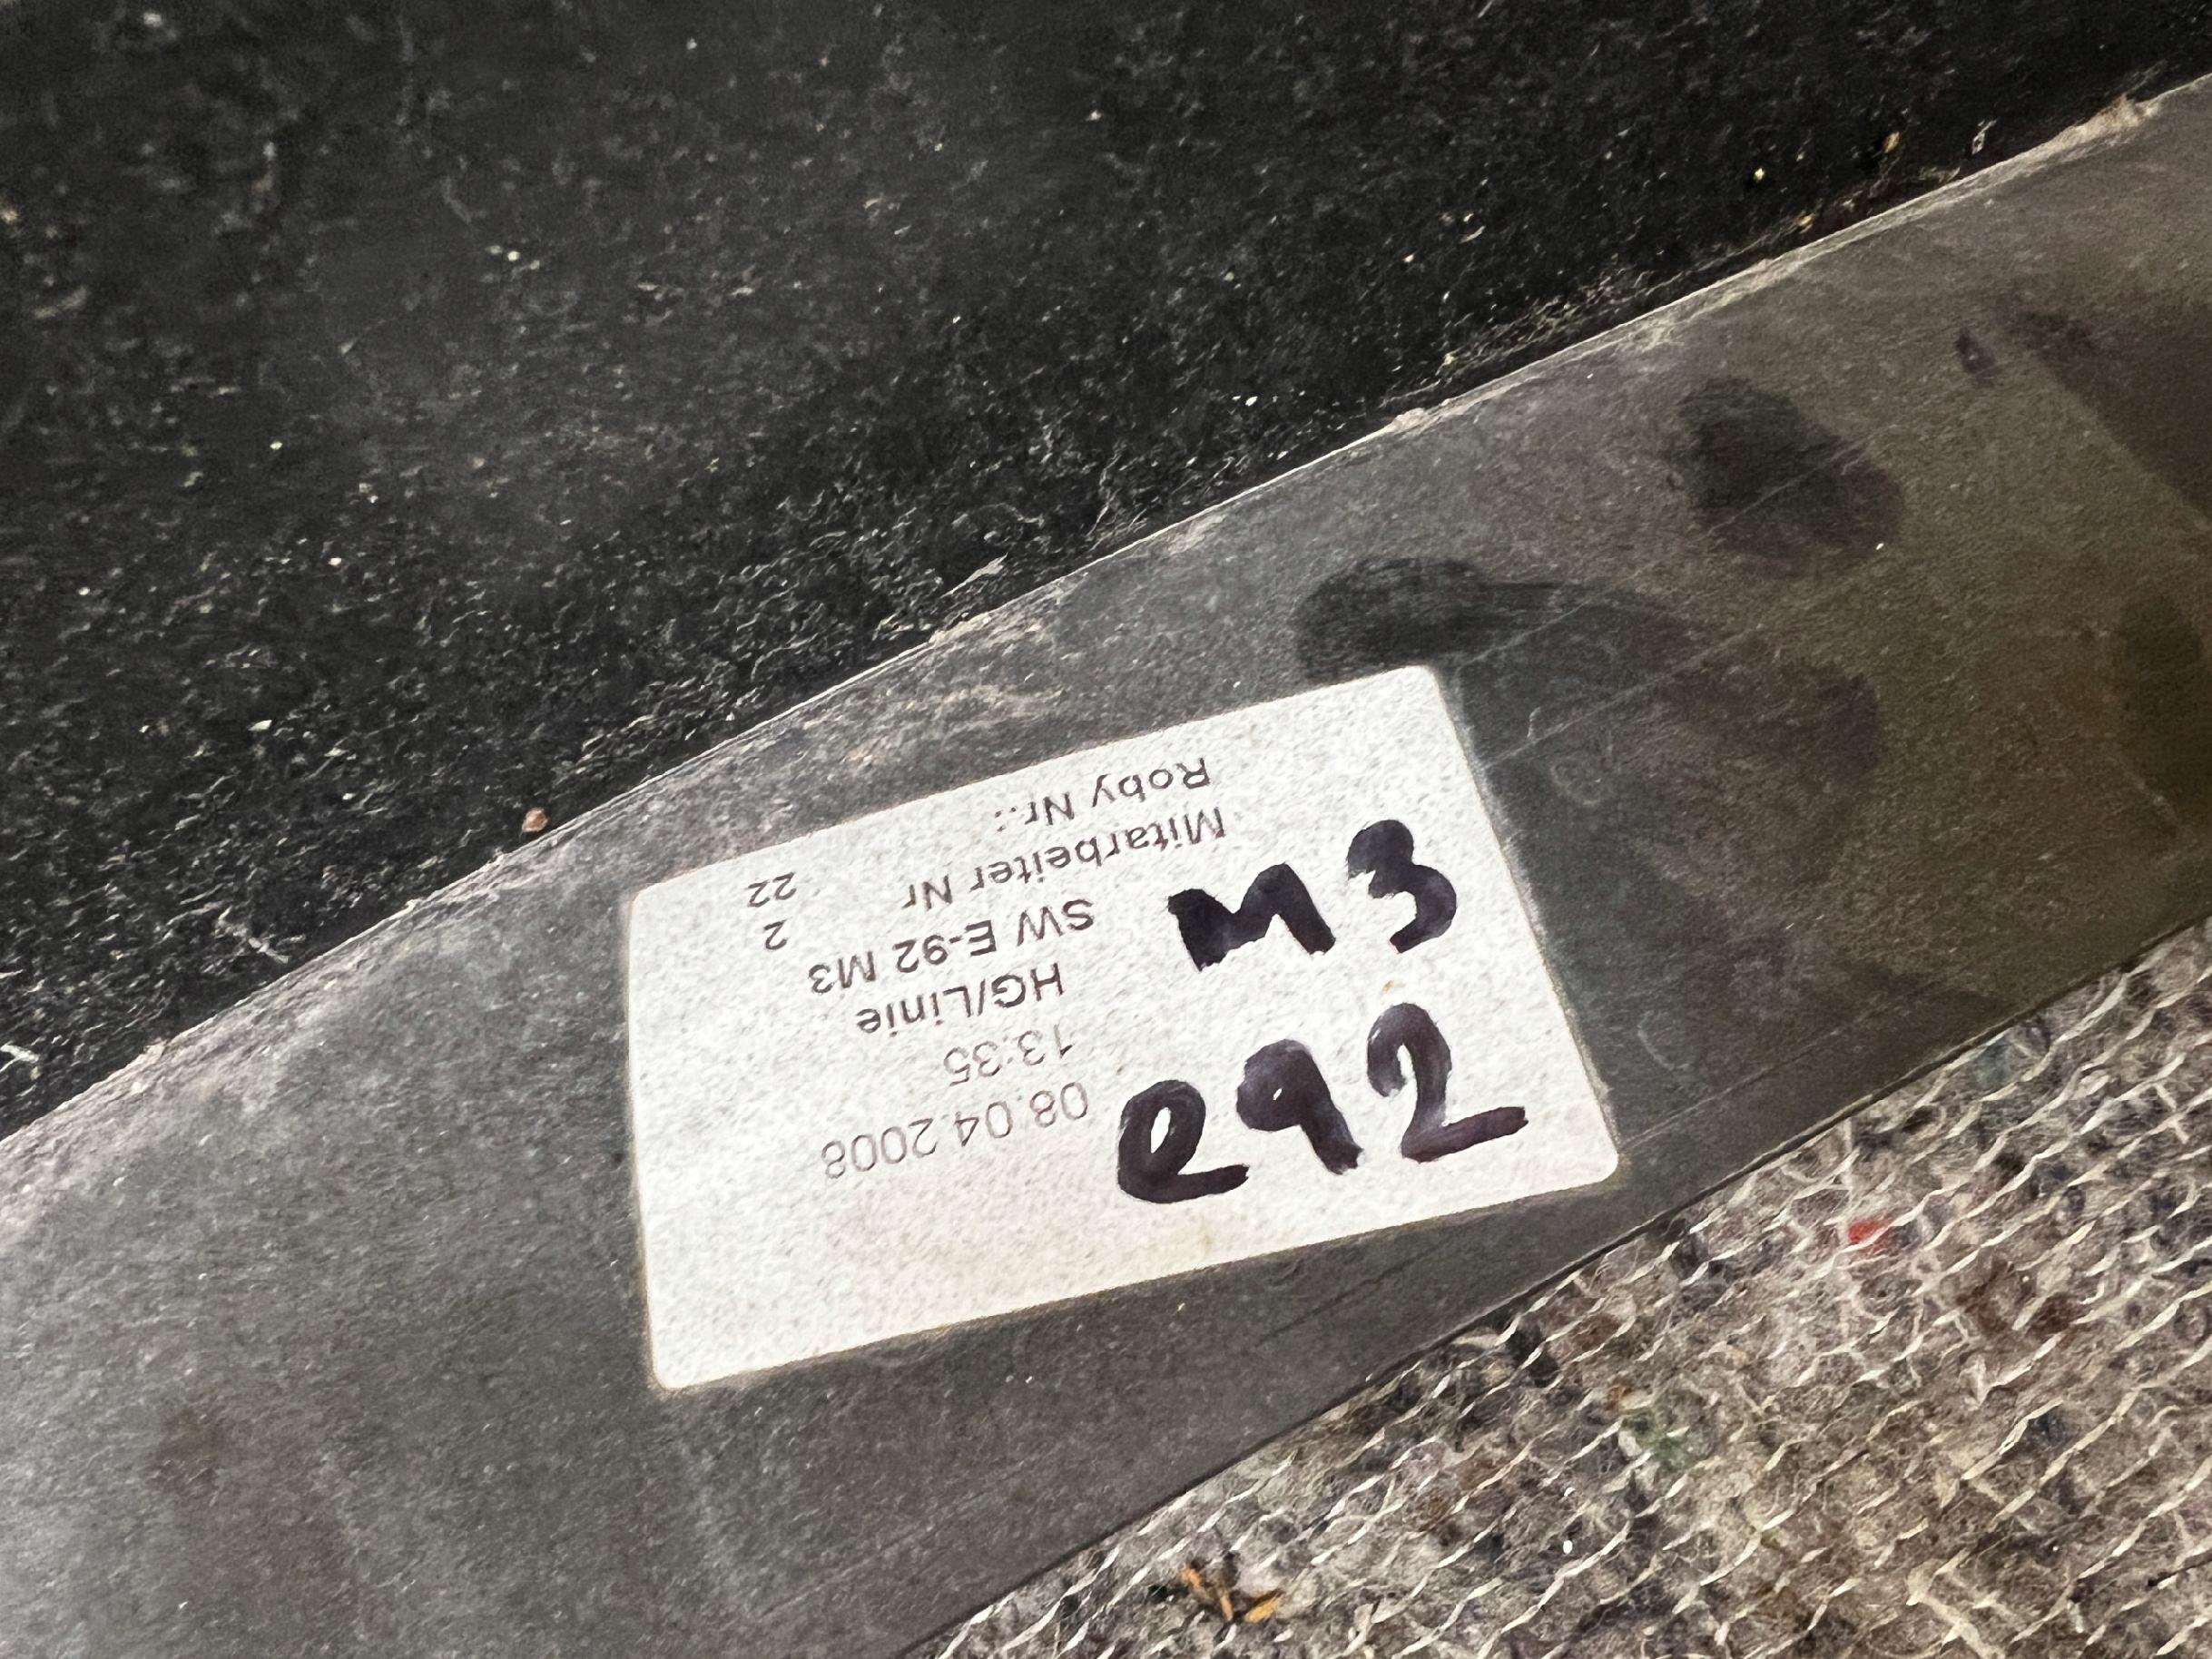 M3
e92
08.04.2008
13:35
HG/Linie
SW E-92 M3
Mitarbeiter Nr 2
Roby Nr.: 22